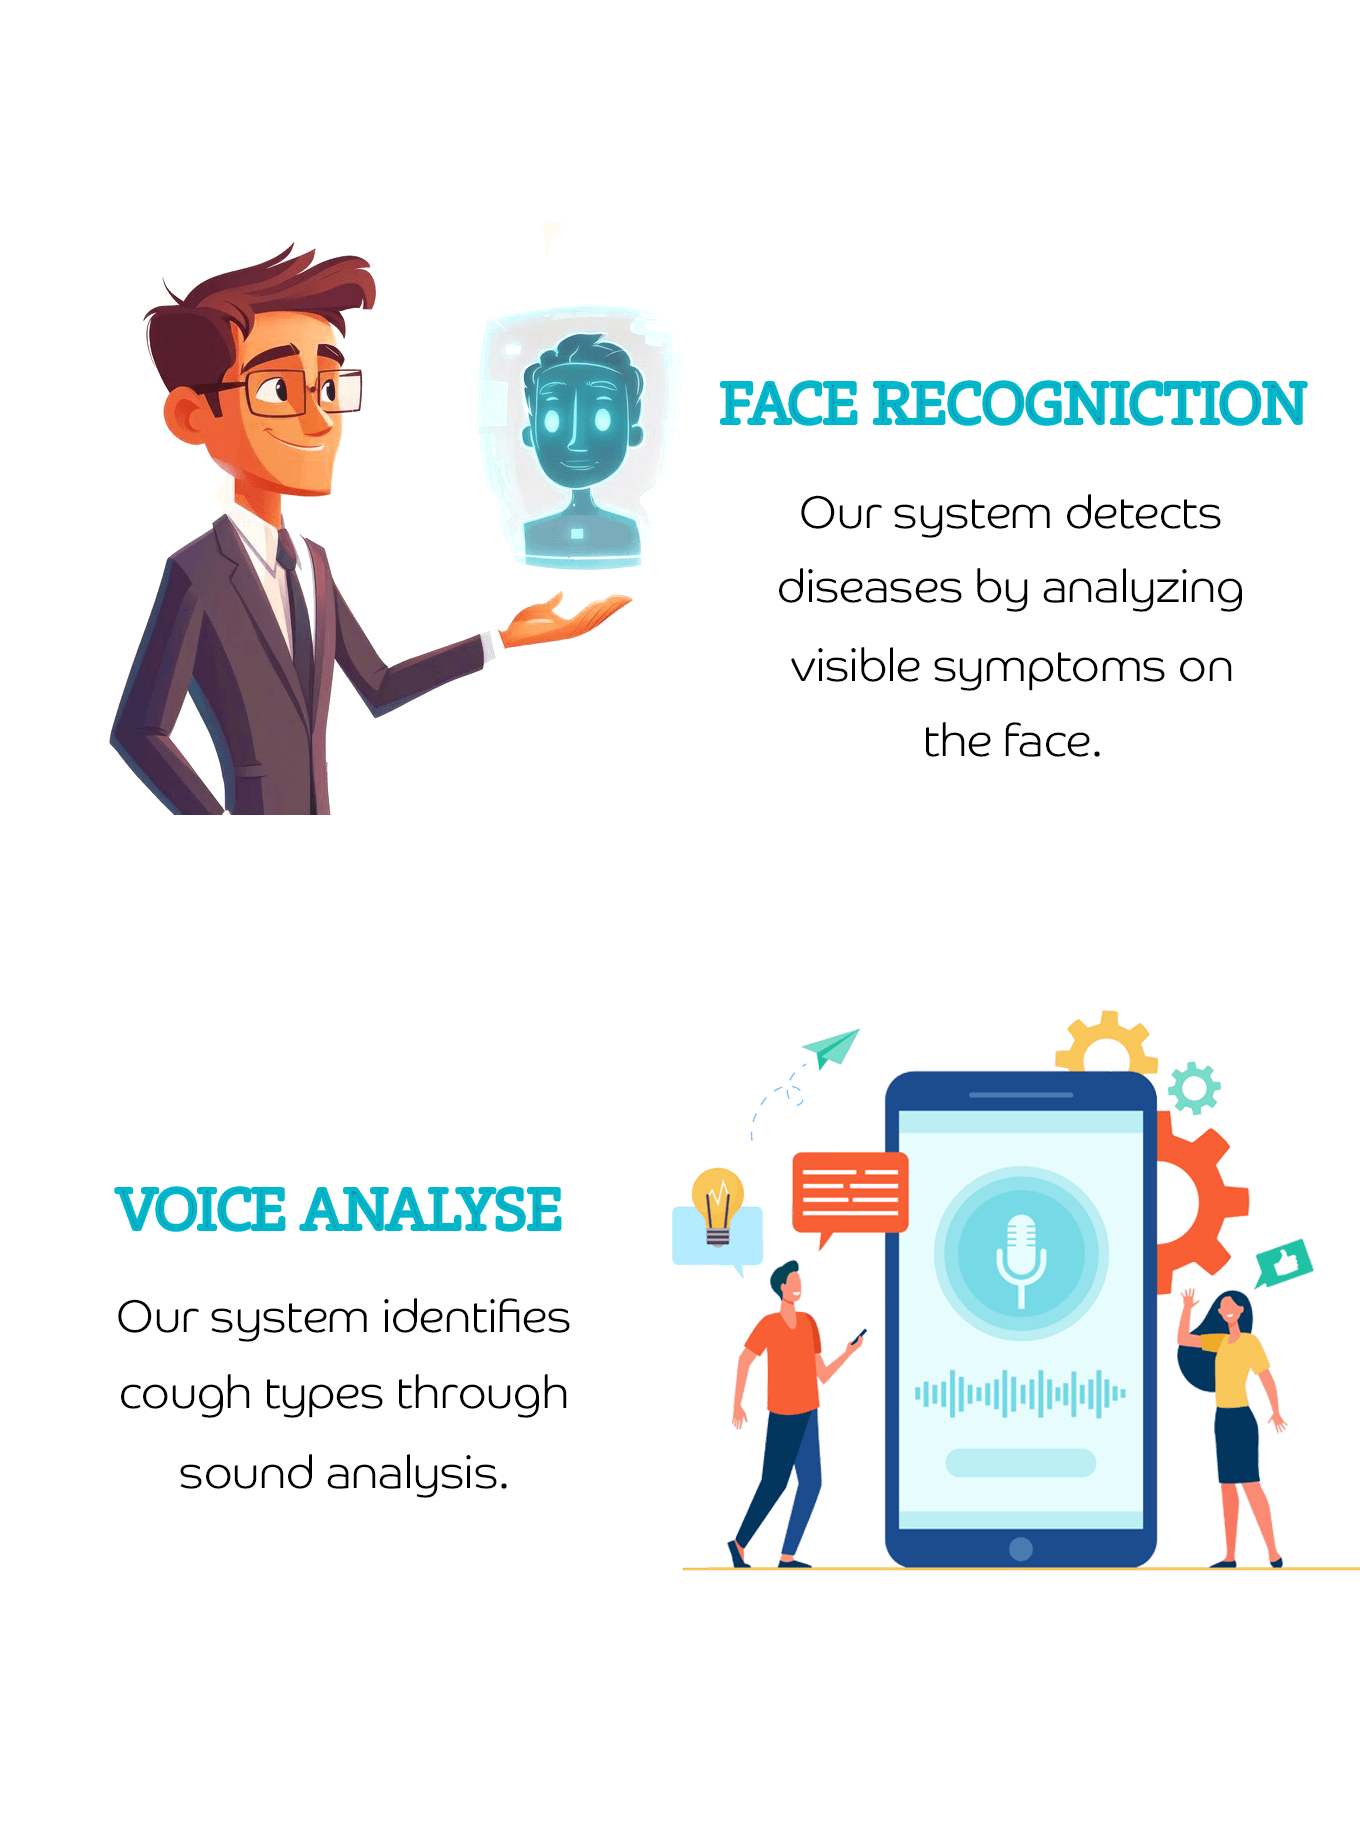 FACE RECOGNICTION
Our system detects
diseases by analyzing
visible symptoms on
the face.
VOICE ANALYSE
Our system identifies
cough types through
sound analysis.